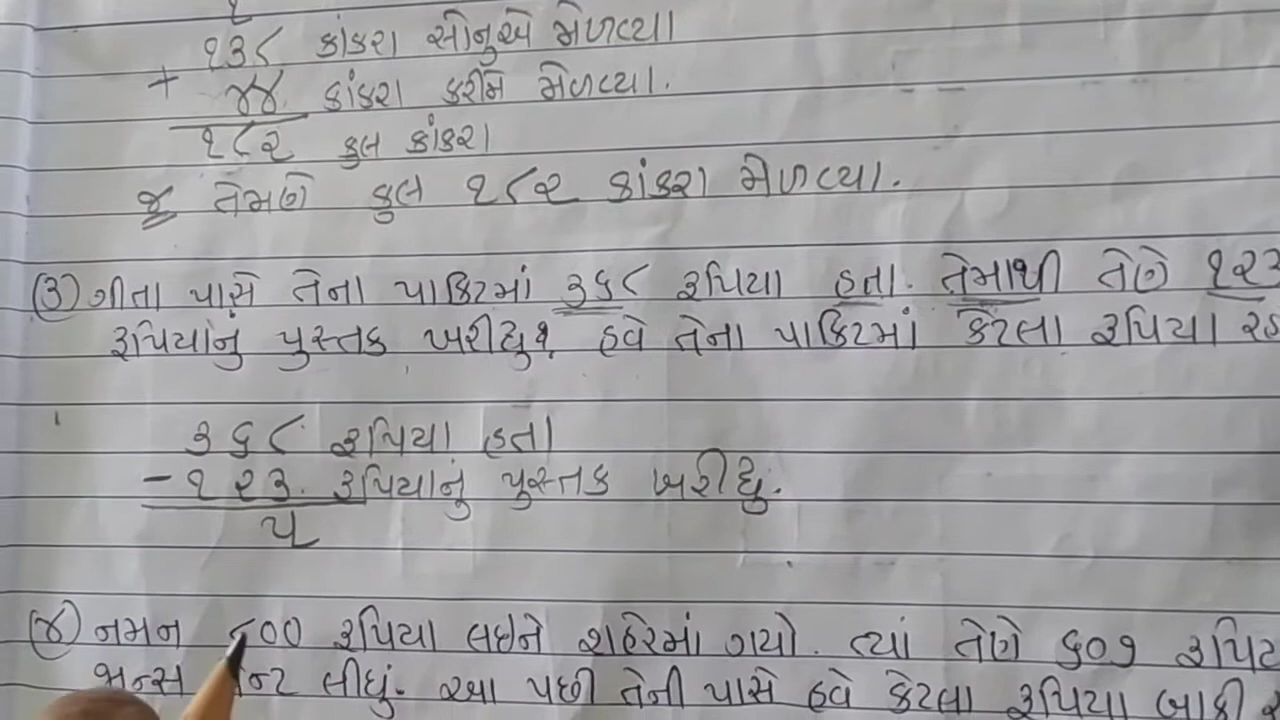 ૧
૧૩૮ કાંકરા સોનુએ મેળવ્યા
+ ૪૪ કાંકરા કરીમે મેળવ્યા.
૧૮૨ કુલ કાંકરા
જ તેમણે કુલ ૧૮૨ કાંકરા મેળવ્યા.
(૩) ગીતા પાસે તેના પાકિટમાં ૩૬૮ રૂપિયા હતા. તેમાથી તેણે ૧૨૩
રૂપિયાનું પુસ્તક ખરીધુ, હવે તેના પાકિટમાં કેટલા રૂપિયા
૩૬૮ રૂપિયા હતા
- ૧૨૩. રૂપિયાનું પુસ્તક ખરીધુ.
૫
(૪) નમન ૮૦૦ રૂપિયા લઇને શહેરમાં ગયો. ત્યાં તેણે ૬૦૭
લીધું. આ પછી તેની પાસે હવે કેટલા રૂપિયા બાકી